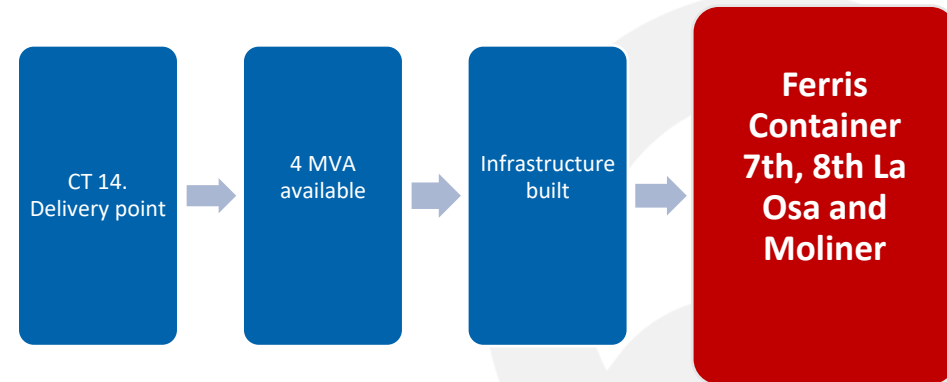 CT 14.
Delivery point
4 MVA
available
Infrastructure
built
Ferris
Container
7th, 8th La
Osa and
Moliner